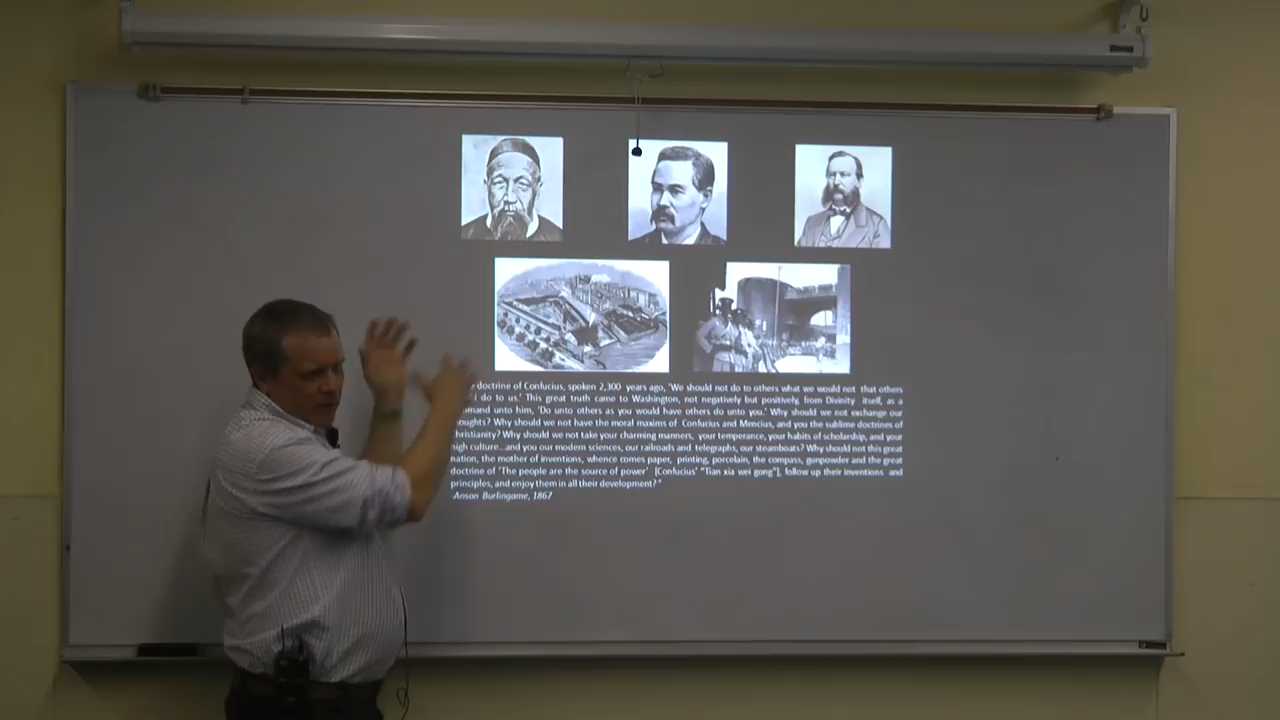 doctrine of Confucius, spoken 2,300 years ago, 'We should not do to others what we would not that others
do to us.' This great truth came to Washington, not negatively but positively, from Divinity itself, as a
unto him, 'Do unto others as you would have others do unto you.' Why should we not exchange our
Why should we not have the moral maxims of Confucius and Mencius, and you the sublime doctrines of
Christianity? Why should we not take your charming manners, your temperance, your habits of scholarship, and your
high culture...and you our modern sciences, our railroads and telegraphs, our steamboats? Why should not this great
nation, the mother of inventions, whence comes paper, printing, porcelain, the compass, gunpowder and the great
doctrine of 'The people are the source of power' [Confucius' "Tian xia wei gong"], follow up their inventions and
principles, and enjoy them in all their development?"
-Anson Burlingame, 1867